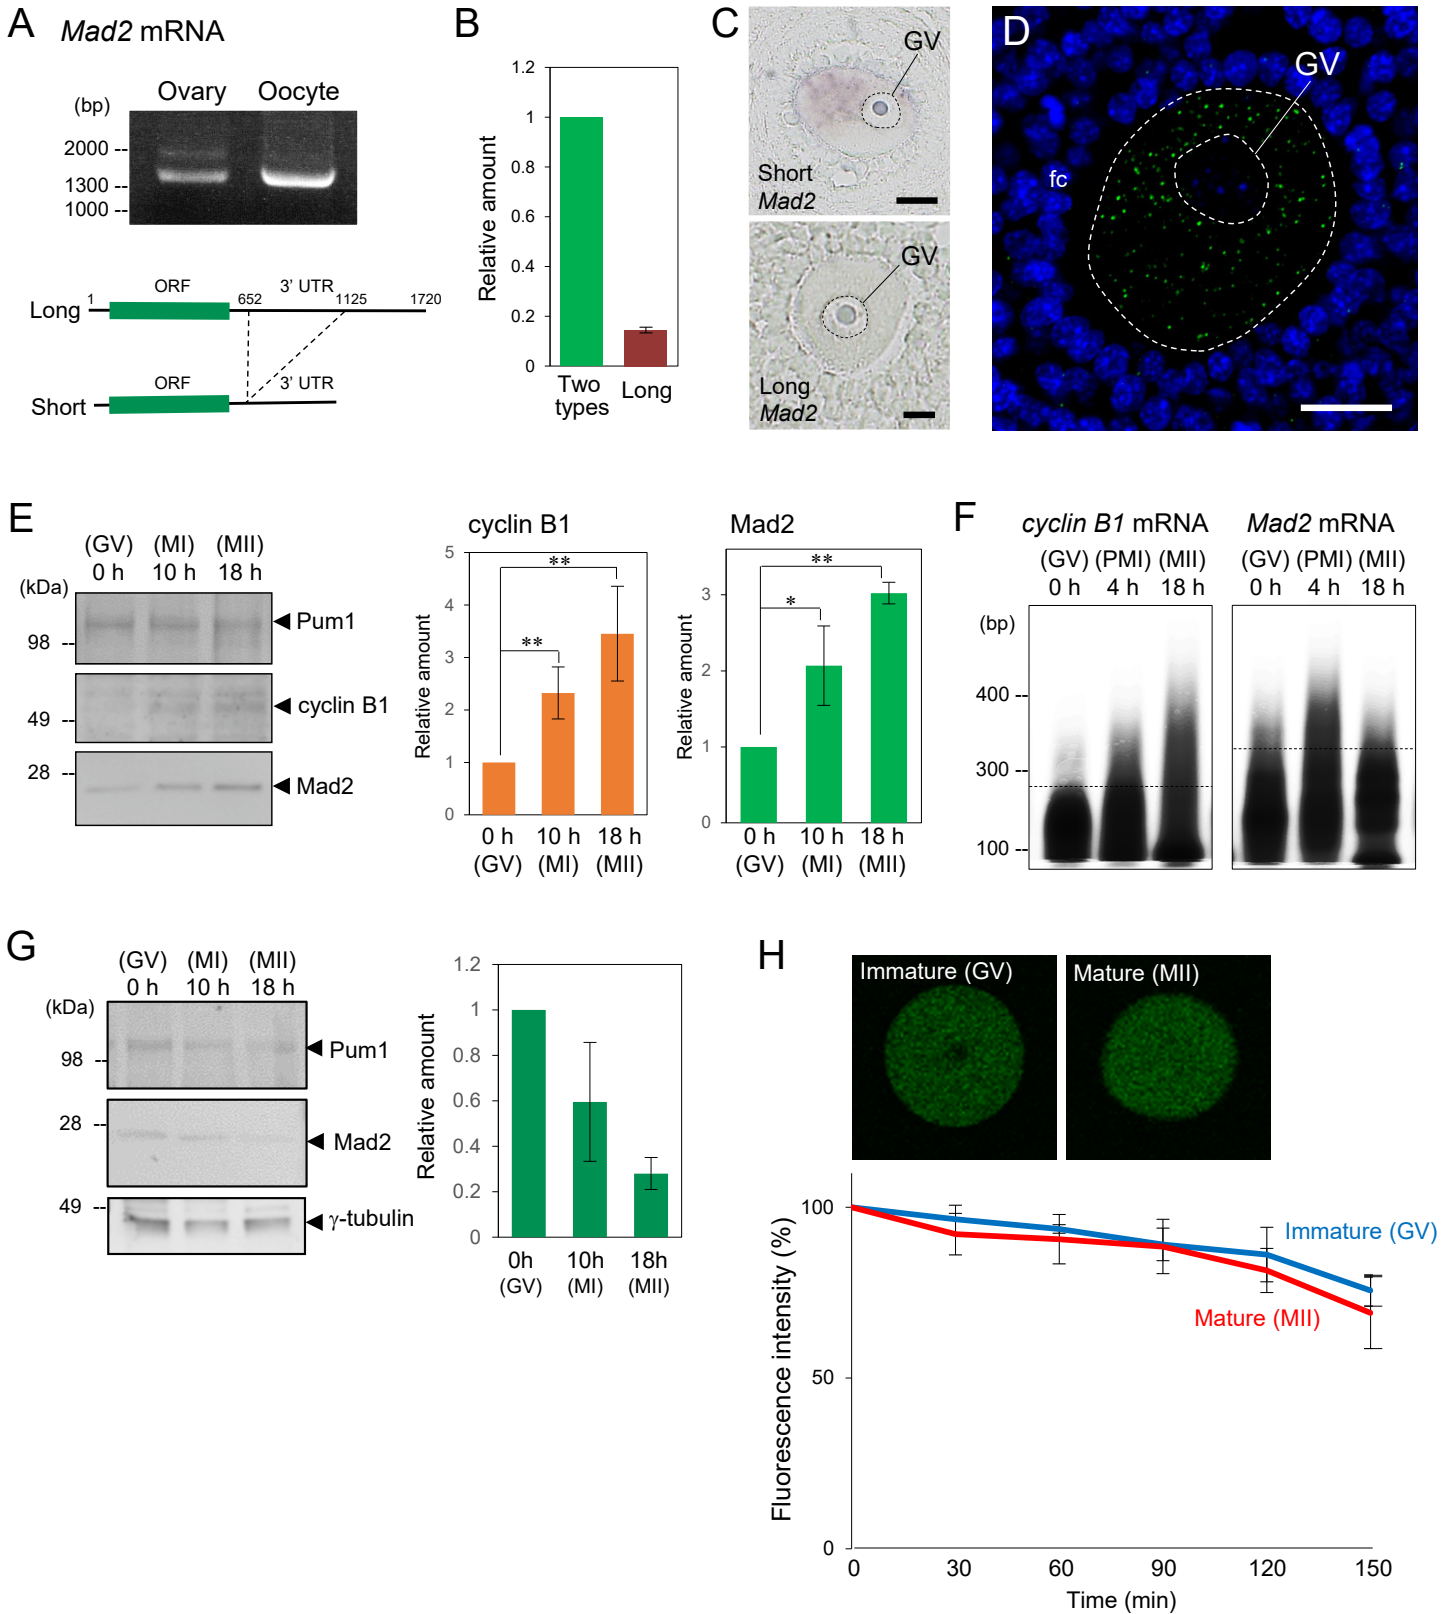 A
Mad2 mRNA
Ovary Oocyte
(bp)
2000 --
1300 --
1000 --
ORF 3' UTR
1 652 1125 1720
Long
ORF 3' UTR
Short
B
Relative amount
1.2
1
0.8
0.6
0.4
0.2
0
Two types
Long
C
GV
Short
Mad2
GV
Long
Mad2
D
GV
fc
E
(GV) (MI) (MII)
0 h 10 h 18 h
(kDa)
98 --
Pum1
49 --
cyclin B1
28 --
Mad2
cyclin B1
Relative amount
5
4
3
2
1
0
**
**
0 h 10 h 18 h
(GV) (MI) (MII)
Mad2
Relative amount
3
2
1
0
**
*
0 h 10 h 18 h
(GV) (MI) (MII)
F
cyclin B1 mRNA
(GV) (PMI) (MII)
0 h 4 h 18 h
Mad2 mRNA
(GV) (PMI) (MII)
0 h 4 h 18 h
(bp)
400 --
300 --
100 --
G
(GV) (MI) (MII)
0 h 10 h 18 h
(kDa)
98 --
Pum1
28 --
Mad2
49 --
γ-tubulin
Relative amount
1.2
1
0.8
0.6
0.4
0.2
0
0h 10h 18h
(GV) (MI) (MII)
H
Immature (GV)
Mature (MII)
Fluorescence intensity (%)
100
50
0
Immature (GV)
Mature (MII)
0 30 60 90 120 150
Time (min)